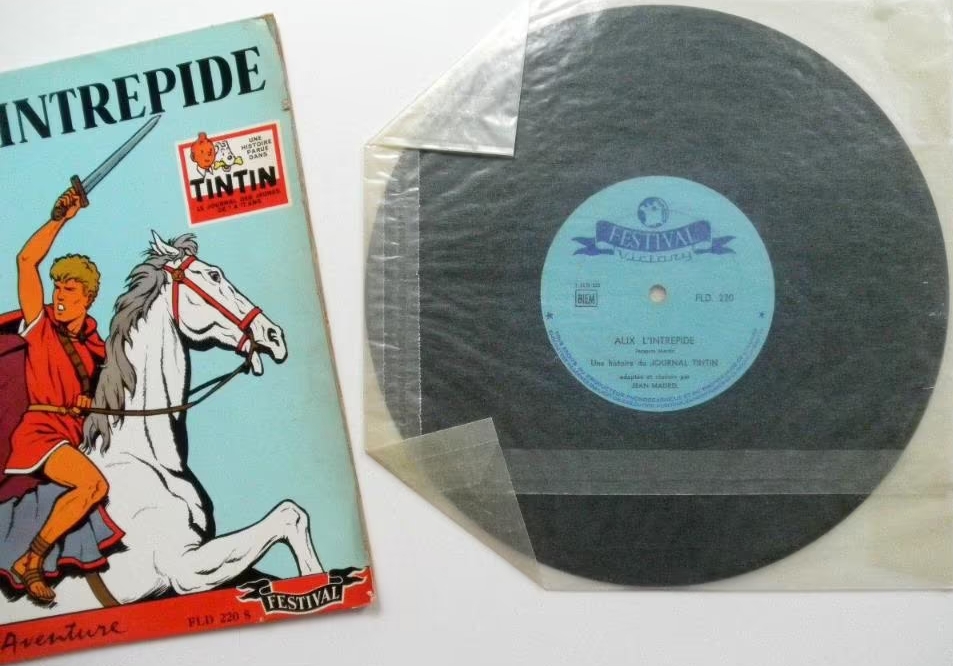 INTREPIDE
UNE
HISTOIRE
PARUE
DANS
TINTIN
LE JOURNAL DES JEUNES
DE 7 A 77 ANS
FESTIVAL
FLD 220 S
Aventure
FESTIVAL
Victory
BIEM
FLD. 220
ALIX L'INTREPIDE
Une histoire du JOURNAL TINTIN
adaptée et réalisée par
JEAN MAUREL